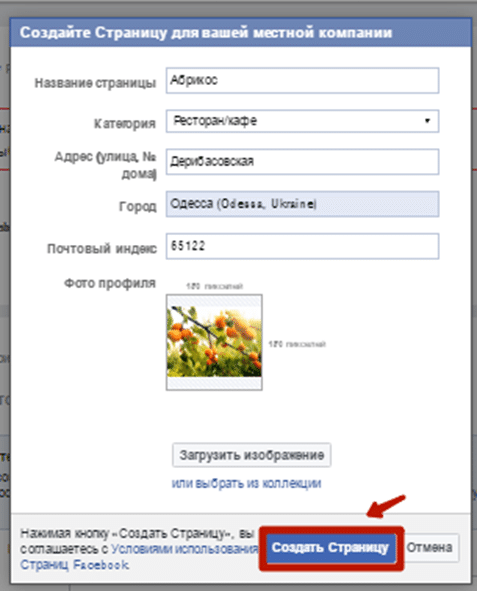 Создайте Страницу для вашей местной компании
Название страницы Абрикос
Категория Ресторан/кафе
Адрес (улица, №
дома) Дерибасовская
Город Одесса (Odessa, Ukraine)
Почтовый индекс 65122
Фото профиля
180 пикселей
180 пикселей
Загрузить изображение
или выбрать из коллекции
Нажимая кнопку «Создать Страницу», вы
соглашаетесь с Условиями использования
Страниц Facebook.
Создать Страницу Отмена